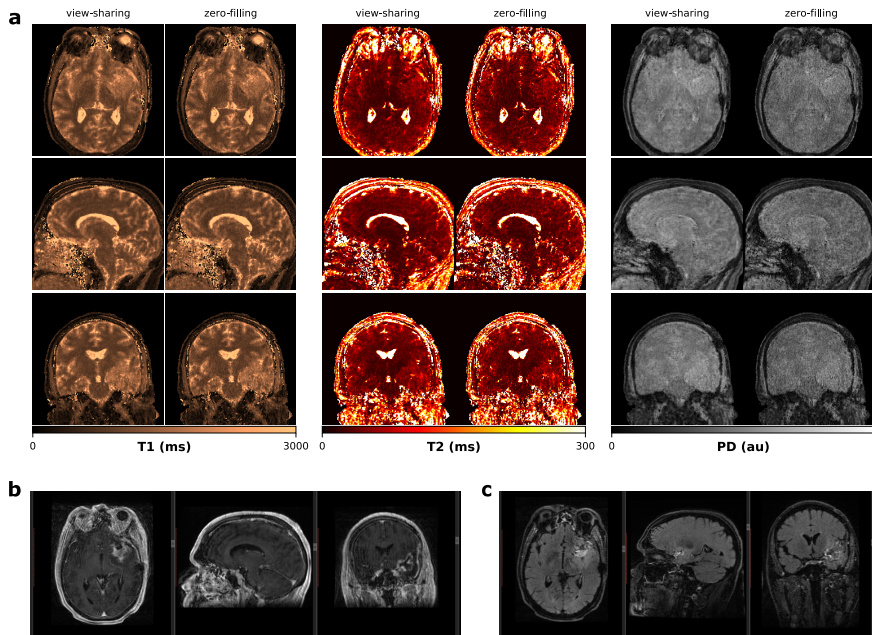 a
view-sharing zero-filling view-sharing zero-filling view-sharing zero-filling
0 T1 (ms) 3000 0 T2 (ms) 300 0 PD (au)
b c